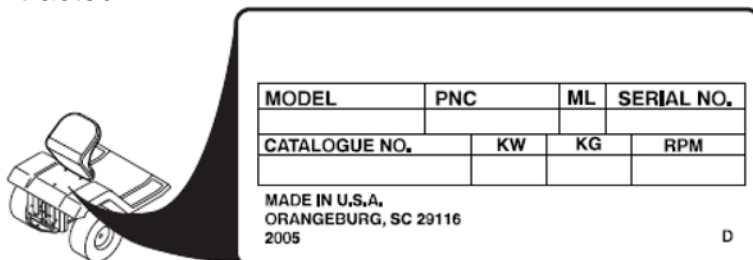 MODEL PNC ML SERIAL NO.
CATALOGUE NO. KW KG RPM
MADE IN U.S.A.
ORANGEBURG, SC 29116
2005 D